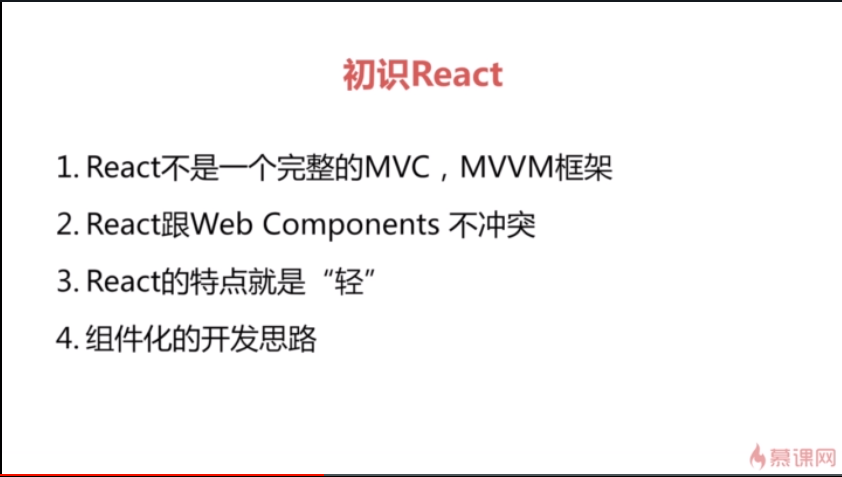 初识React
1. React不是一个完整的MVC，MVVM框架
2. React跟Web Components 不冲突
3. React的特点就是“轻”
4. 组件化的开发思路
慕课网